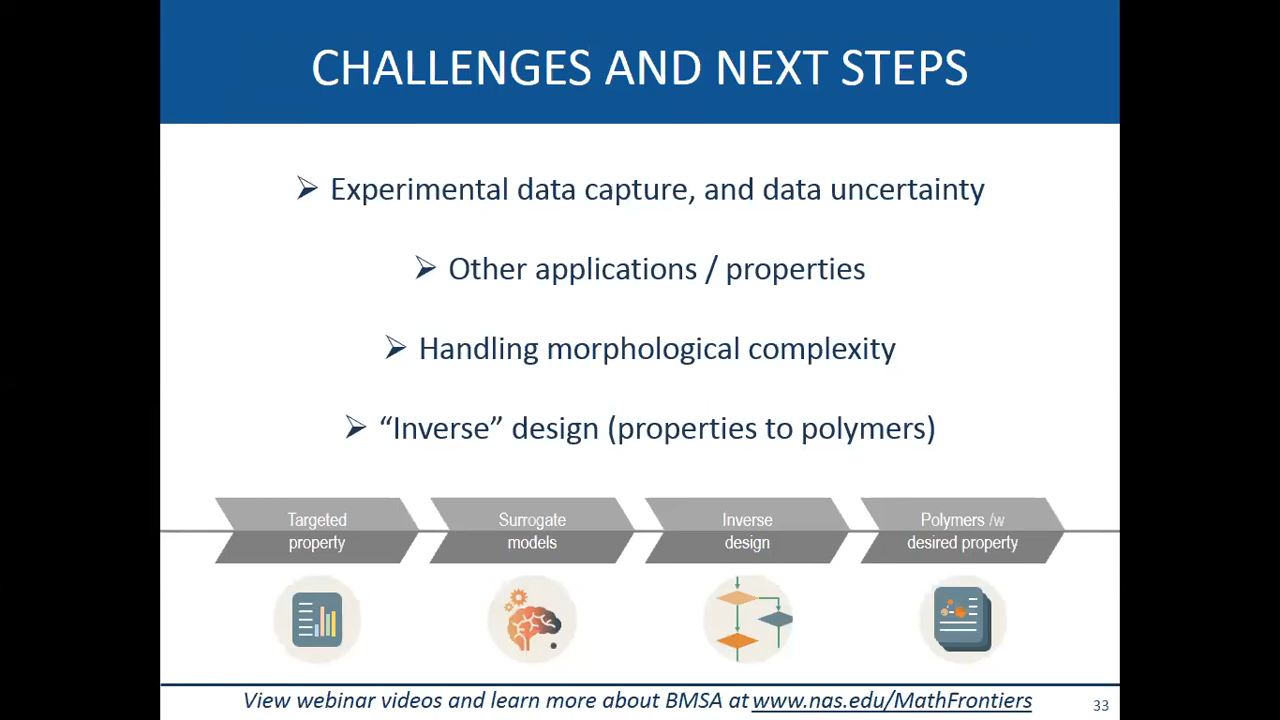 CHALLENGES AND NEXT STEPS
➢ Experimental data capture, and data uncertainty
➢ Other applications / properties
➢ Handling morphological complexity
➢ “Inverse” design (properties to polymers)
Targeted
property
Surrogate
models
Inverse
design
Polymers /w
desired property
View webinar videos and learn more about BMSA at www.nas.edu/MathFrontiers
33